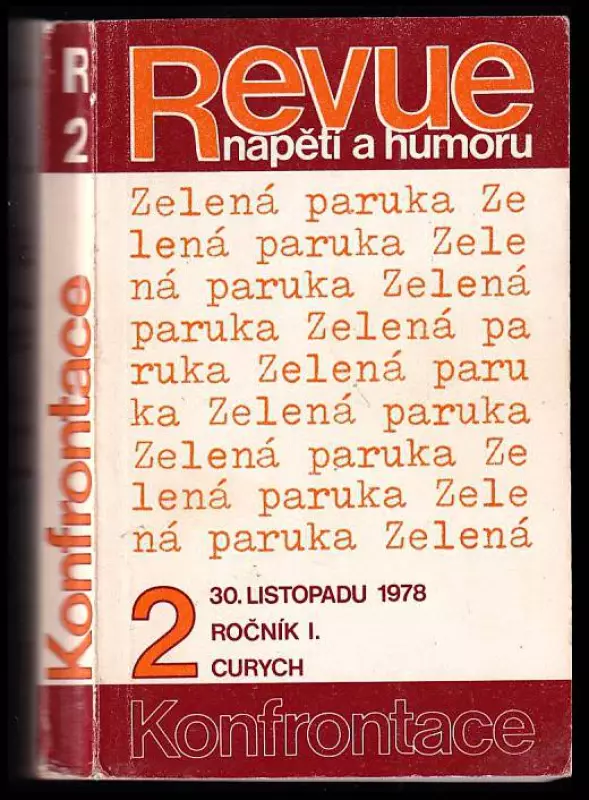 R
2
Konfrontace
Revue
napětí a humoru
Zelená paruka Ze
lená paruka Zele
ná paruka Zelená
paruka Zelená pa
ruka Zelená paru
ka Zelená paruka
Zelená paruka Ze
lená paruka Zele
ná paruka Zelená
2
30. LISTOPADU 1978
ROČNÍK I.
CURYCH
Konfrontace